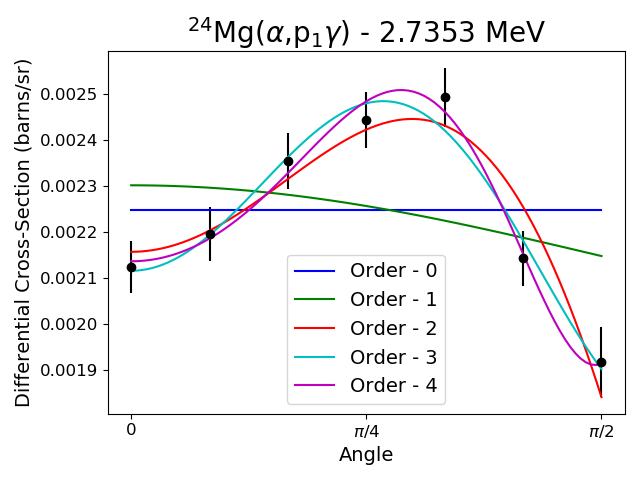 ²⁴Mg(α,p₁γ) - 2.7353 MeV
Differential Cross-Section (barns/sr)
0.0025
0.0024
0.0023
0.0022
0.0021
0.0020
0.0019
Order - 0
Order - 1
Order - 2
Order - 3
Order - 4
0 π/4 π/2
Angle